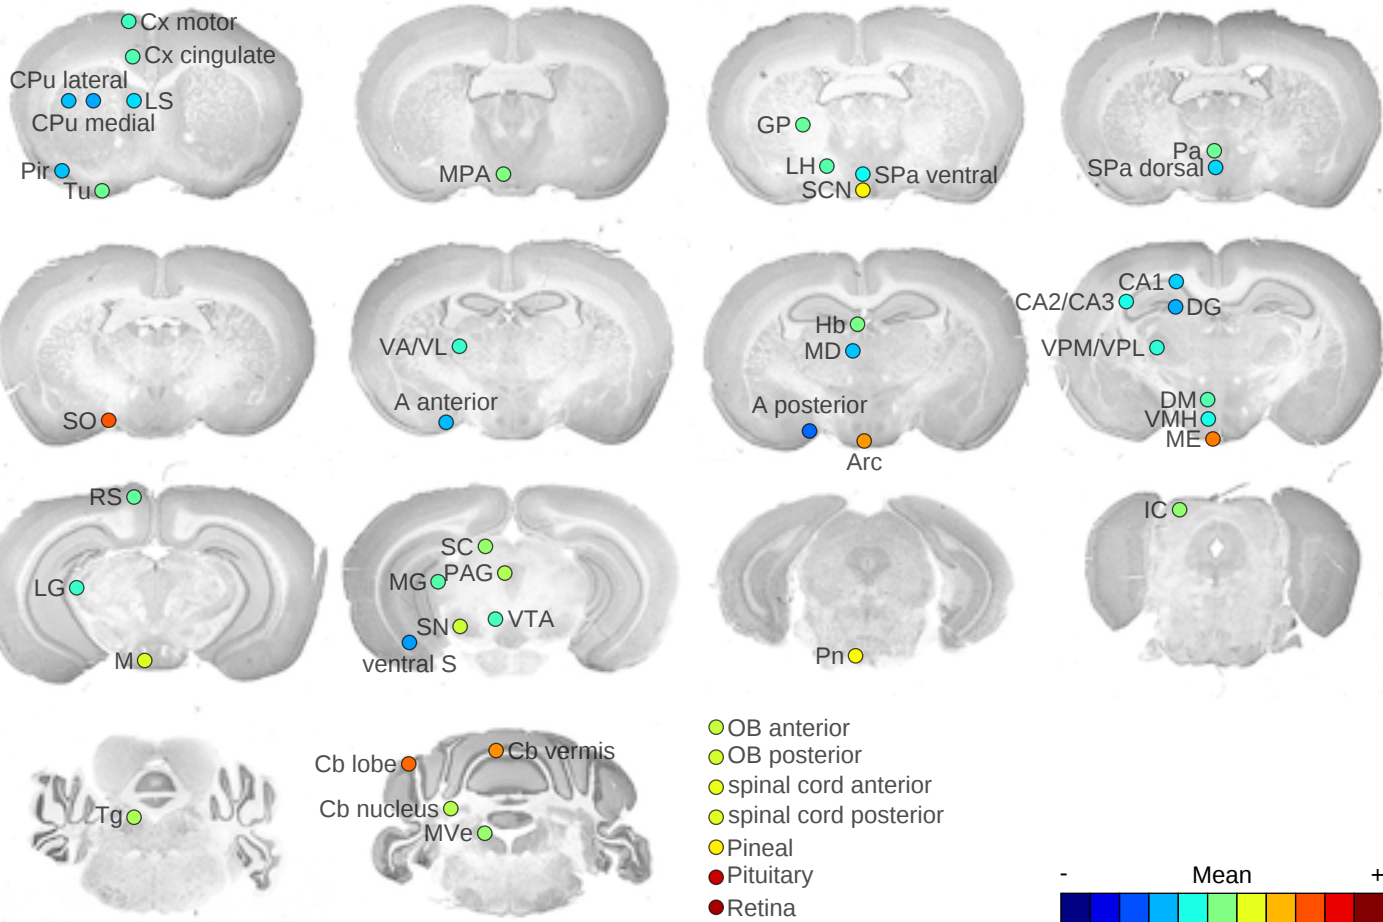 Cx motor
Cx cingulate
CPu lateral
LS
CPu medial
Pir
Tu
MPA
GP
LH
SPa ventral
SCN
Pa
SPa dorsal
SO
VA/VL
A anterior
Hb
MD
A posterior
Arc
CA1
CA2/CA3
DG
VPM/VPL
DM
VMH
ME
RS
LG
M
SC
MG
PAG
SN
VTA
ventral S
Pn
IC
Tg
Cb lobe
Cb vermis
Cb nucleus
MVe
OB anterior
OB posterior
spinal cord anterior
spinal cord posterior
Pineal
Pituitary
Retina
- Mean +